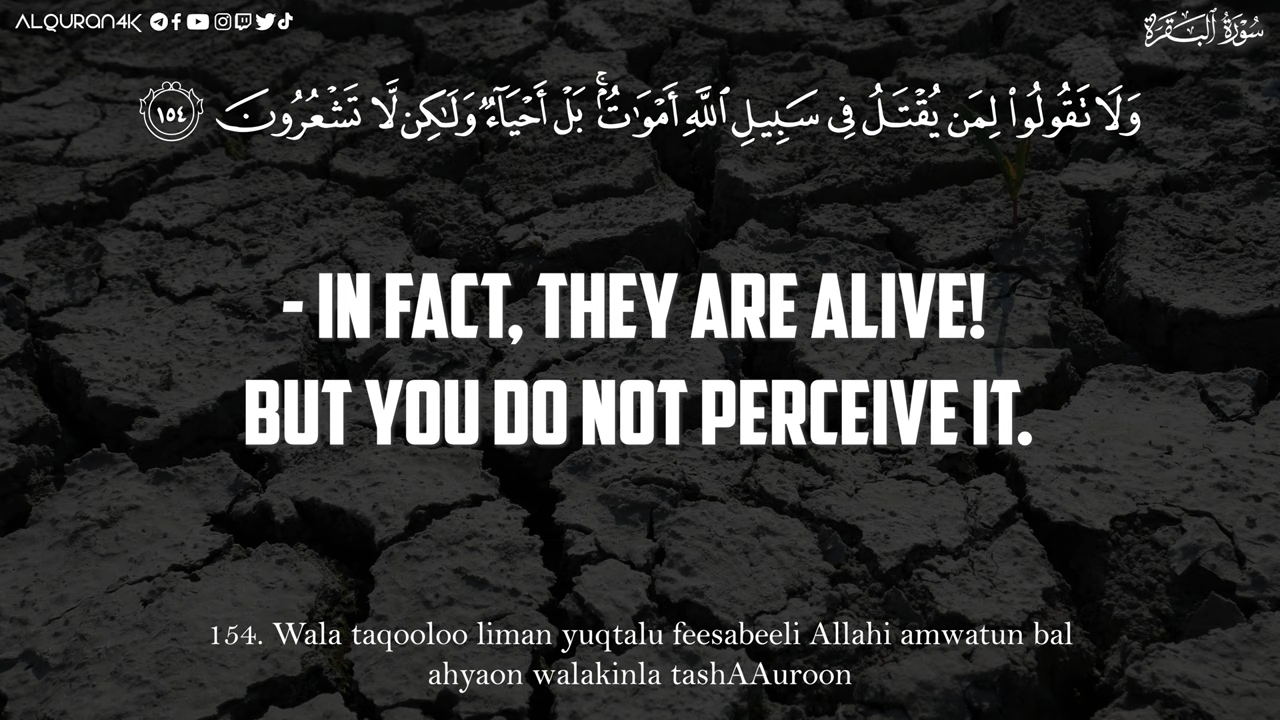 ALQURAN4K
سُورَةُ ٱلْبَقَرَةِ
وَلَا تَقُولُوا۟ لِمَن يُقْتَلُ فِى سَبِيلِ ٱللَّهِ أَمْوَٰتٌۢ ۚ بَلْ أَحْيَآءٌ وَلَـٰكِن لَّا تَشْعُرُونَ ١٥٤
- IN FACT, THEY ARE ALIVE!
BUT YOU DO NOT PERCEIVE IT.
154. Wala taqooloo liman yuqtalu feesabeeli Allahi amwatun bal
ahyaon walakinla tashAAuroon